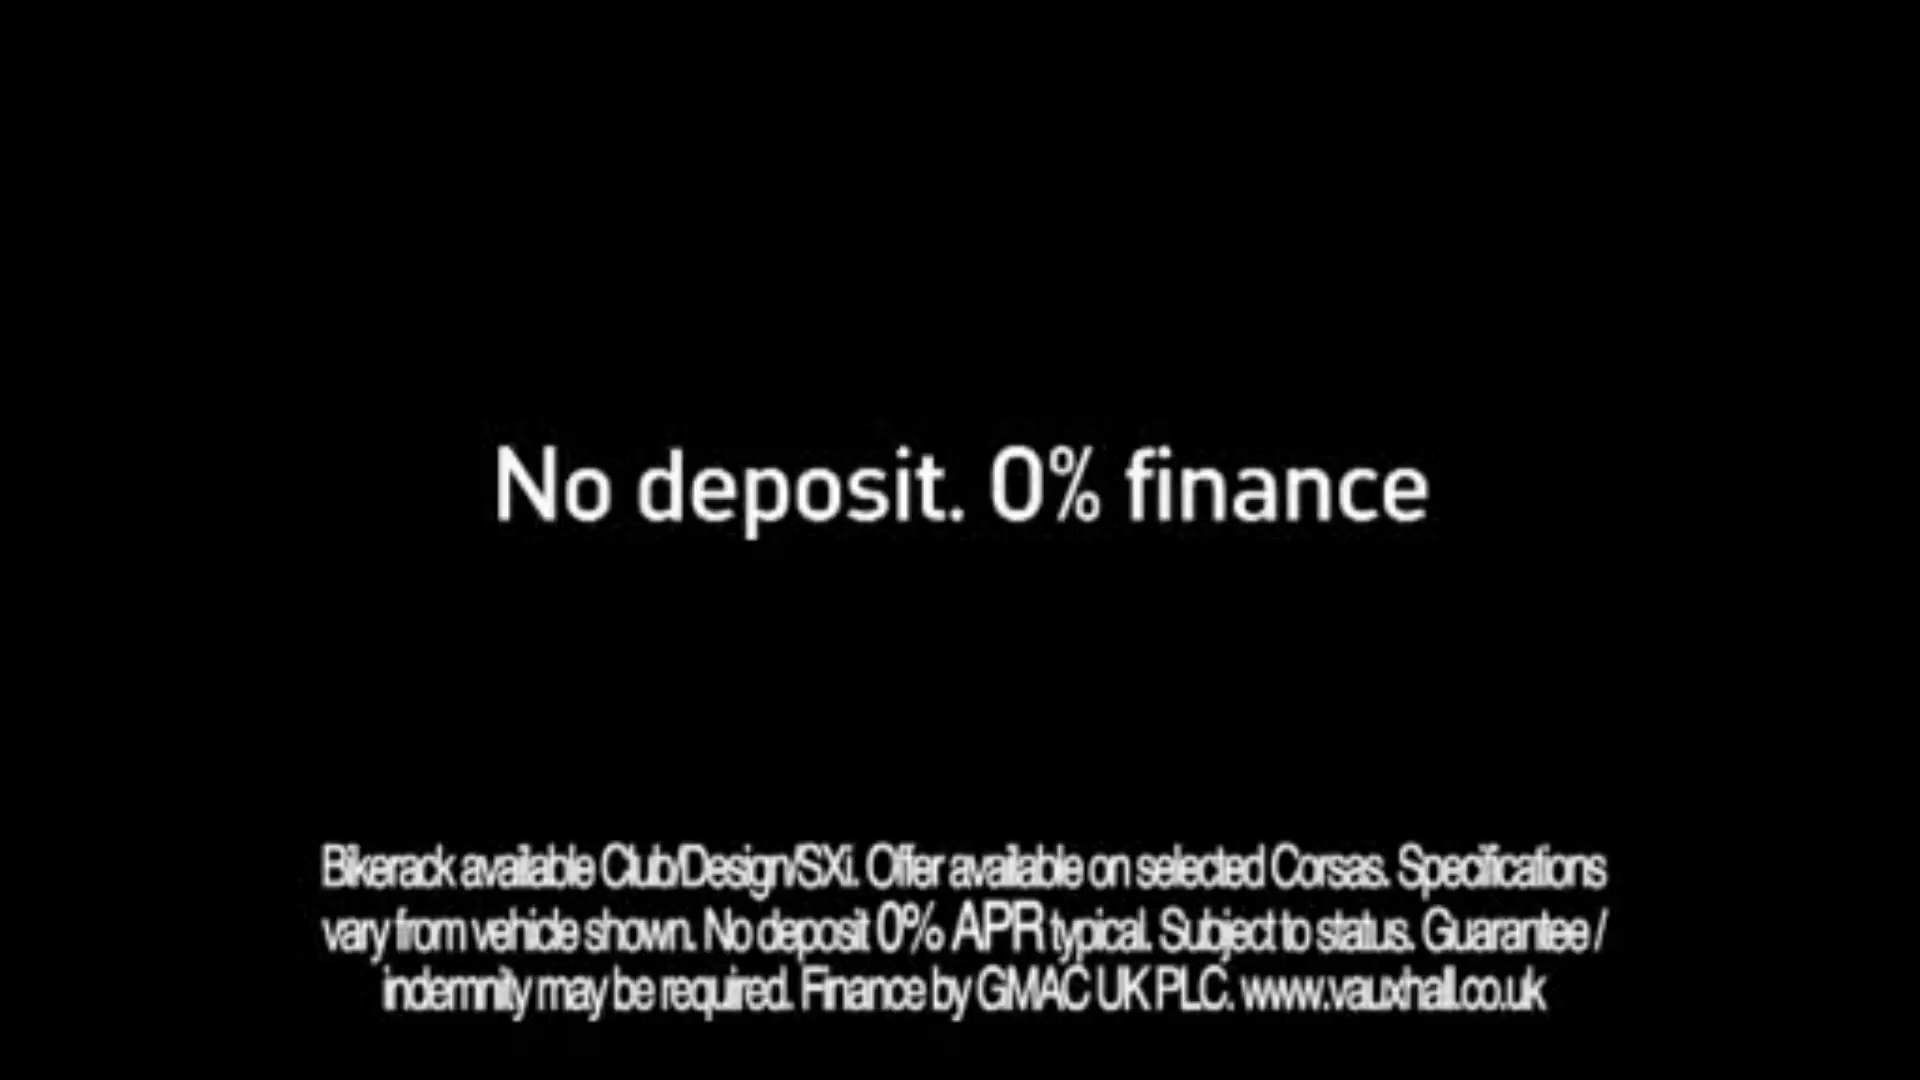 No deposit. 0% finance
Bikerack available Club/Design/SXi. Offer available on selected Corsas. Specifications
vary from vehicle shown. No deposit 0% APR typical. Subject to status. Guarantee /
indemnity may be required. Finance by GMAC UK PLC. www.vauxhall.co.uk